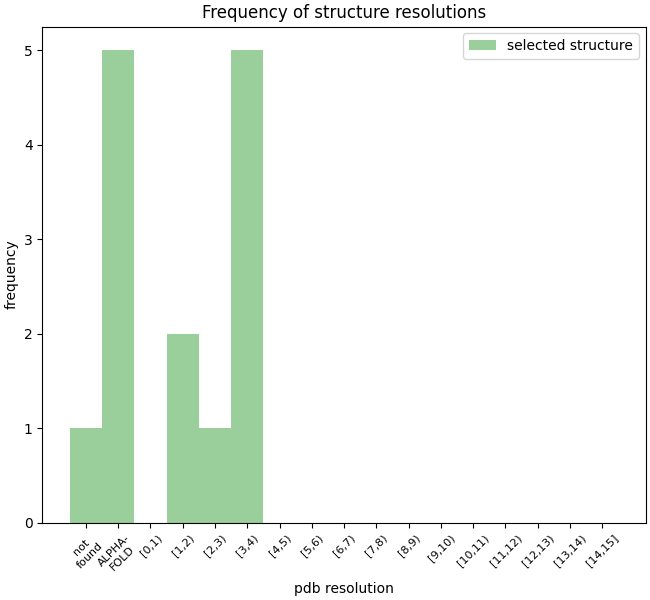 Frequency of structure resolutions
selected structure
5
4
3
2
1
0
frequency
not
found
ALPHA-
FOLD
[0,1)
[1,2)
[2,3)
[3,4)
[4,5)
[5,6)
[6,7)
[7,8)
[8,9)
[9,10)
[10,11)
[11,12)
[12,13)
[13,14)
[14,15]
pdb resolution